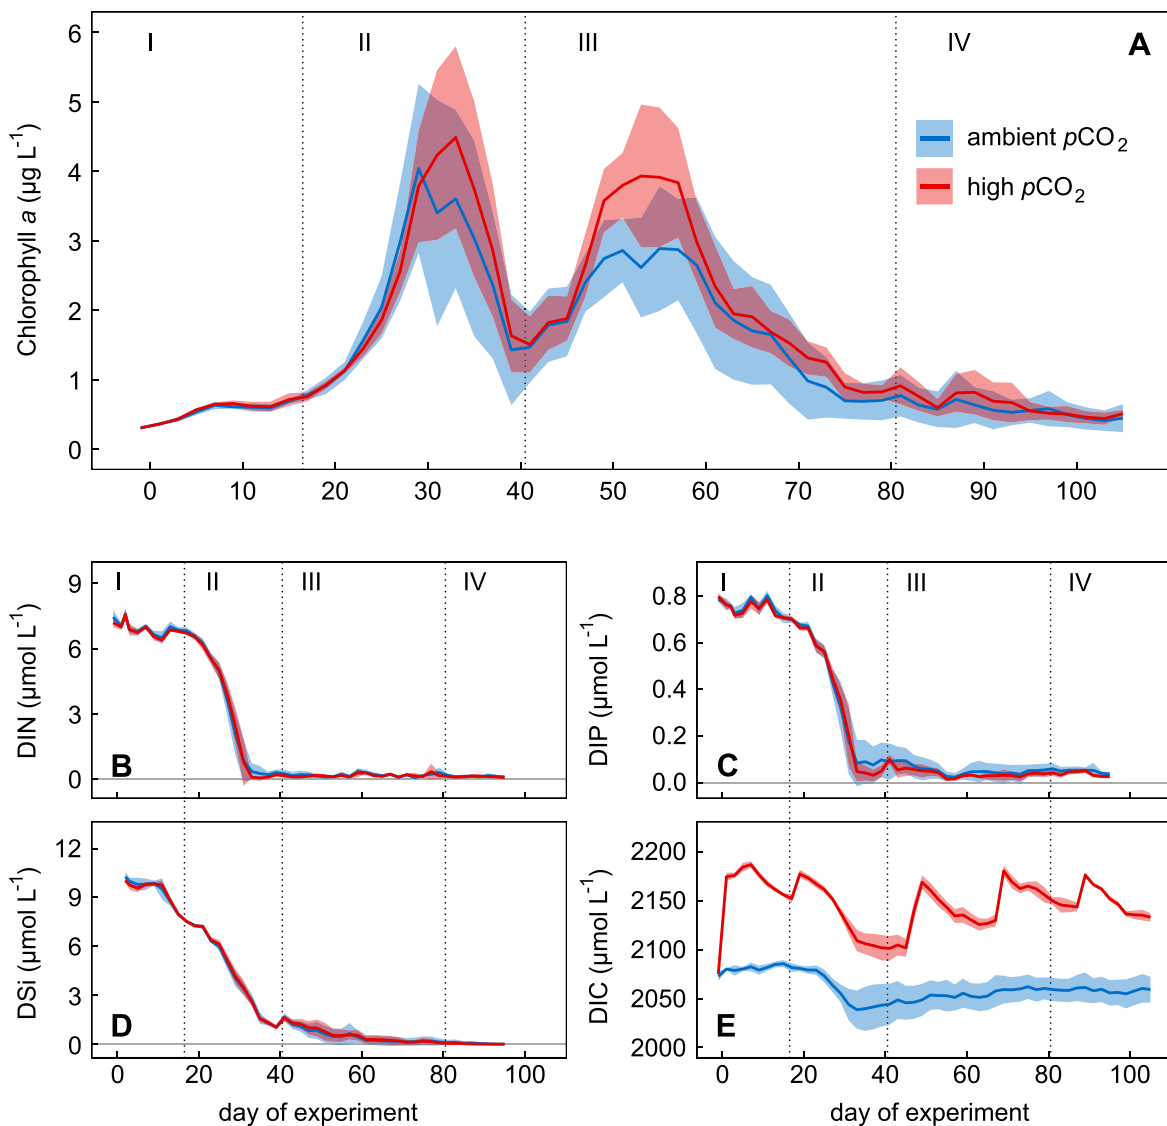 I II III IV A
Chlorophyll a (µg L⁻¹)
6
5
4
3
2
1
0
ambient pCO₂
high pCO₂
0 10 20 30 40 50 60 70 80 90 100
I II III IV
DIN (µmol L⁻¹)
9
6
3
0
B
I II III IV
DIP (µmol L⁻¹)
0.8
0.6
0.4
0.2
0.0
C
DSi (µmol L⁻¹)
12
9
6
3
0
D
0 20 40 60 80 100
day of experiment
DIC (µmol L⁻¹)
2200
2150
2100
2050
2000
E
0 20 40 60 80 100
day of experiment